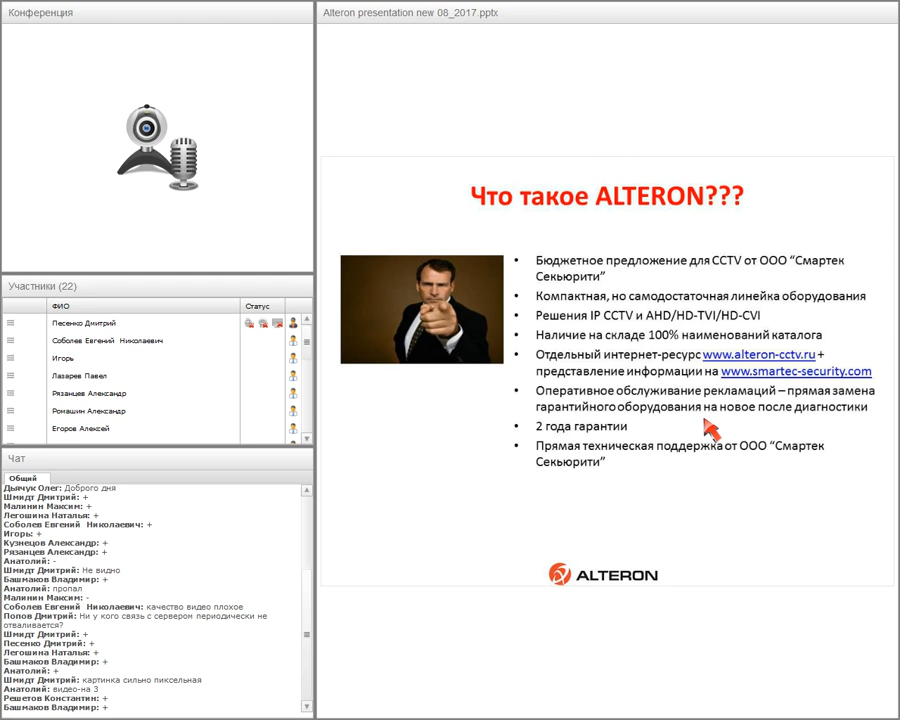 Конференция
Alteron presentation new 08_2017.pptx
Что такое ALTERON???
• Бюджетное предложение для CCTV от ООО “Смартек
Секьюрити”
• Компактная, но самодостаточная линейка оборудования
• Решения IP CCTV и AHD/HD-TVI/HD-CVI
• Наличие на складе 100% наименований каталога
• Отдельный интернет-ресурс www.alteron-cctv.ru +
представление информации на www.smartec-security.com
• Оперативное обслуживание рекламаций – прямая замена
гарантийного оборудования на новое после диагностики
• 2 года гарантии
• Прямая техническая поддержка от ООО “Смартек
Секьюрити”
ALTERON
Участники (22)
ФИО Статус
Песенко Дмитрий
Соболев Евгений Николаевич
Игорь
Лазарев Павел
Рязанцев Александр
Ромашин Александр
Егоров Алексей
Чат
Общий
Дьячук Олег: Доброго дня
Шмидт Дмитрий: +
Малинин Максим: +
Легошина Наталья: +
Соболев Евгений Николаевич: +
Игорь: +
Кузнецов Александр: +
Рязанцев Александр: +
Анатолий: -
Шмидт Дмитрий: Не видно
Башмаков Владимир: +
Анатолий: пропал
Малинин Максим: -
Соболев Евгений Николаевич: качество видео плохое
Попов Дмитрий: Ни у кого связь с сервером периодически не
отваливается?
Шмидт Дмитрий: +
Песенко Дмитрий: +
Легошина Наталья: +
Башмаков Владимир: +
Анатолий: +
Шмидт Дмитрий: картинка сильно пиксельная
Анатолий: видео-на 3
Решетов Константин: +
Башмаков Владимир: +